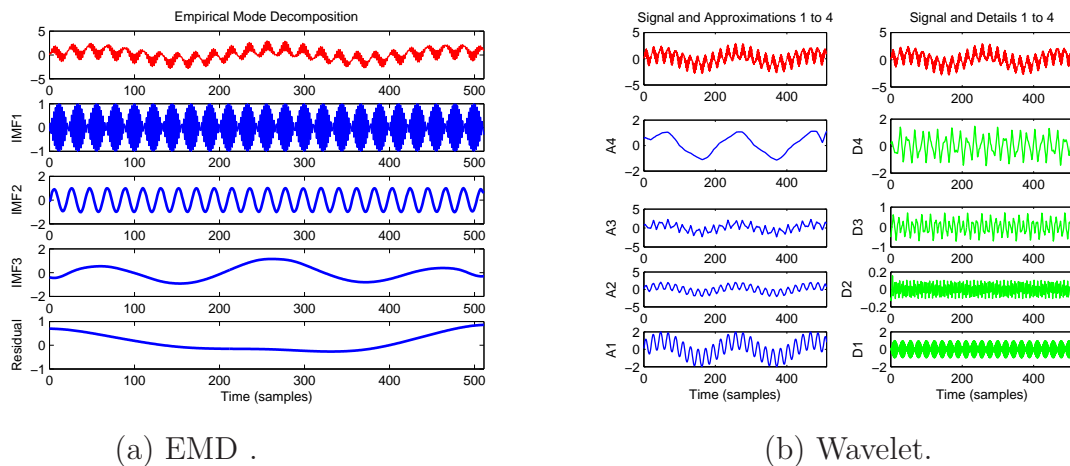 Empirical Mode Decomposition
5
0
−5
0 100 200 300 400 500
IMF1
1
0
−1
0 100 200 300 400 500
IMF2
2
0
−2
0 100 200 300 400 500
IMF3
2
0
−2
0 100 200 300 400 500
Residual
1
0
−1
0 100 200 300 400 500
Time (samples)
(a) EMD .
Signal and Approximations 1 to 4
5
0
−5
0 200 400
A4
2
0
−2
0 200 400
A3
5
0
−5
0 200 400
A2
5
0
−5
0 200 400
A1
2
0
−2
0 200 400
Time (samples)
Signal and Details 1 to 4
5
0
−5
0 200 400
D4
2
0
−2
0 200 400
D3
1
0
−1
0 200 400
D2
0.2
0
−0.2
0 200 400
D1
2
0
−2
0 200 400
Time (samples)
(b) Wavelet.